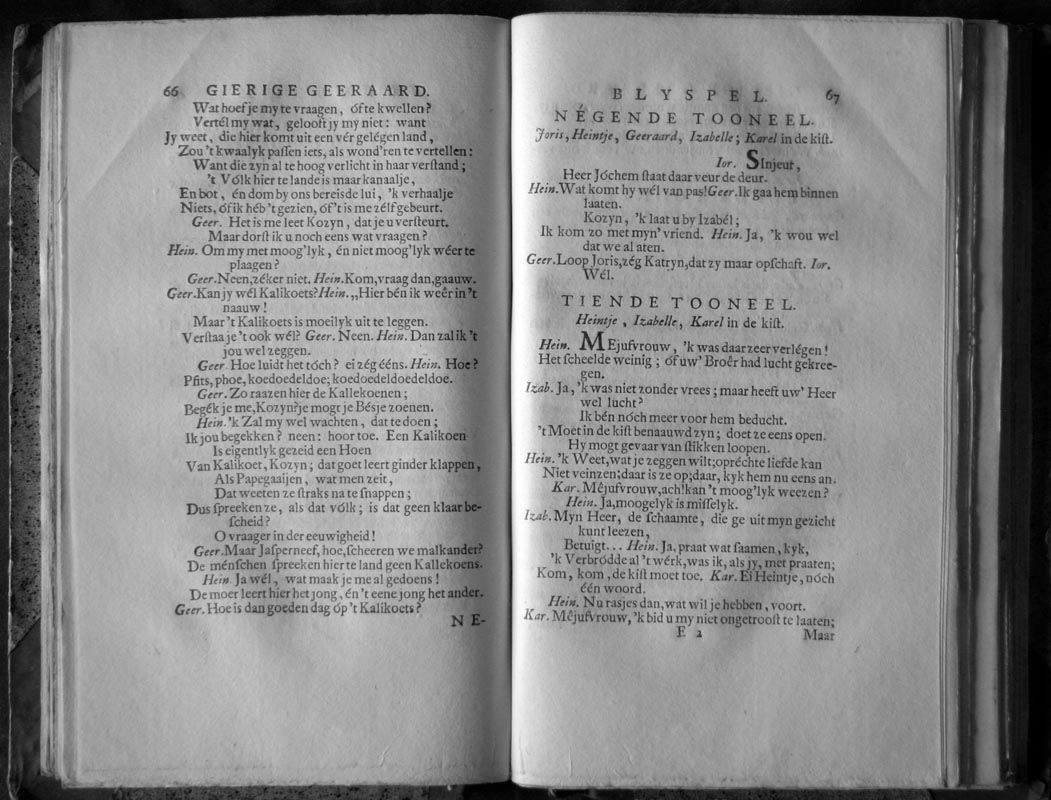 66 GIERIGE GEERAARD.
Wat hoef je my te vraagen, óf te kwellen?
Vertél my wat, gelooft jy my niet: want
Jy weet, die hier komt uit een vér gelégen land,
Zou 't kwaalyk paſſen iets, als wond'ren te vertellen:
Want die zyn al te hoog verlicht in haar verſtand;
't Vólk hier te lande is maar kanaalje,
En bot, én dom by ons bereisde lui, 'k verhaalje
Niets, óf ik héb 't gezien, óf 't is me zélf gebeurt.
Geer. Het is me leet Kozyn, dat je u verſteurt.
Maar dorſt ik u noch eens wat vraagen?
Hein. Om my met moog'lyk, én niet moog'lyk wéer te
plaagen?
Geer. Neen, zéker niet. Hein. Kom, vraag dan, gaauw.
Geer. Kan jy wél Kalikoets? Hein. „Hier bén ik weêr in 't
naauw!
Maar 't Kalikoets is moeilyk uit te leggen.
Verſtaa je 't ook wél? Geer. Neen. Hein. Dan zal ik 't
jou wel zeggen.
Geer. Hoe luidt het tóch? ei zég ééns. Hein. Hoe?
Pſits, phoe, koedoedeldoe; koedoedeldoedeldoe.
Geer. Zo raazen hier de Kallekoenen;
Begék je me, Kozyn? je mogt je Bésje zoenen.
Hein. 'k Zal my wel wachten, dat te doen;
Ik jou begekken? neen: hoor toe. Een Kalikoen
Is eigentlyk gezeid een Hoen
Van Kalikoet, Kozyn; dat goet leert ginder klappen,
Als Papegaaijen, wat men zeit,
Dat weeten ze ſtraks na te ſnappen;
Dus ſpreeken ze, als dat vólk; is dat geen klaar be-
ſcheid?
O vraager in der eeuwigheid!
Geer. Maar Jaſperneef, hoe, ſcheeren we malkander?
De ménſchen ſpreeken hier te land geen Kallekoens.
Hein. Ja wél, wat maak je me al gedoens!
De moer leert hier het jong, én 't eene jong het ander.
Geer. Hoe is dan goeden dag óp 't Kalikoets?
NE-
BLYSPEL. 67
NÉGENDE TOONEEL.
Joris, Heintje, Geeraard, Izabelle; Karel in de kiſt.
Ior. SInjeur,
Heer Jóchem ſtaat daar veur de deur.
Hein. Wat komt hy wél van pas! Geer. Ik gaa hem binnen
laaten.
Kozyn, 'k laat u by Izabél;
Ik kom zo met myn' vriend. Hein. Ja, 'k wou wel
dat we al aten.
Geer. Loop Joris, zég Katryn, dat zy maar opſchaft. Ior.
Wél.
TIENDE TOONEEL.
Heintje, Izabelle, Karel in de kiſt.
Hein. MEjufvrouw, 'k was daar zeer verlégen!
Het ſcheelde weinig; óf uw' Broêr had lucht gekree-
gen.
Izab. Ja, 'k was niet zonder vrees; maar heeft uw' Heer
wel lucht?
Ik bén nóch meer voor hem beducht.
't Moet in de kiſt benaauwd zyn; doet ze eens open.
Hy mogt gevaar van ſtikken loopen.
Hein. 'k Weet, wat je zeggen wilt; opréchte liefde kan
Niet veinzen; daar is ze op; daar, kyk hem nu eens an.
Kar. Mêjufvrouw, ach! kan 't moog'lyk weezen?
Hein. Ja, moogelyk is miſſelyk.
Izab. Myn Heer, de ſchaamte, die ge uit myn gezicht
kunt leezen,
Betuigt... Hein. Ja, praat wat ſaamen, kyk,
'k Verbródde al 't wérk, was ik, als jy, met praaten;
Kom, kom, de kiſt moet toe. Kar. Ei Heintje, nóch
één woord.
Hein. Nu rasjes dan, wat wil je hebben, voort.
Kar. Mêjufvrouw, 'k bid u my niet ongetrooſt te laaten;
E 2 Maar